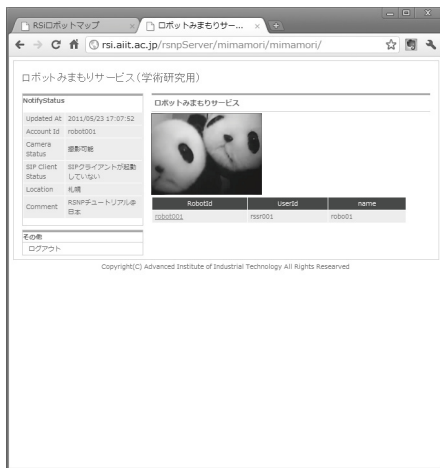 RSiロボットマップ
ロボットみまもりサー...
rsi.aiit.ac.jp/rsnpServer/mimamori/mimamori/
ロボットみまもりサービス(学術研究用)
NotifyStatus
Updated At 2011/05/23 17:07:52
Account Id robot001
Camera Status 撮影可能
SIP Client Status SIPクライアントが起動していない
Location 札幌
Comment RSNPチュートリアル@日本
その他
ログアウト
ロボットみまもりサービス
RobotId UserId name
robot001 rssr001 robo01
Copyright(C) Advanced Institute of Industrial Technology All Rights Researved